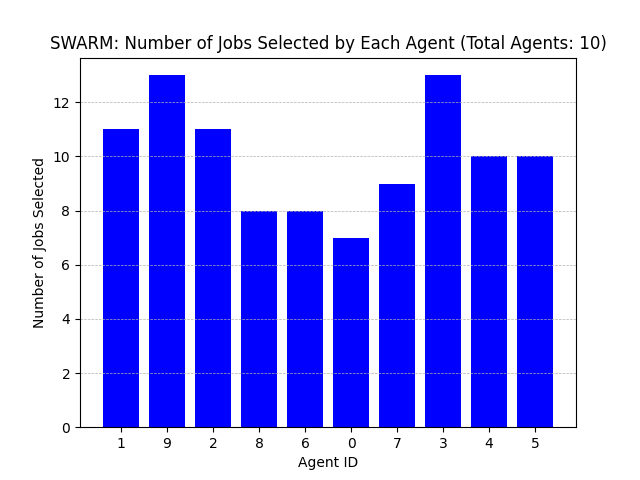 SWARM: Number of Jobs Selected by Each Agent (Total Agents: 10)
Number of Jobs Selected
12
10
8
6
4
2
0
1 9 2 8 6 0 7 3 4 5
Agent ID